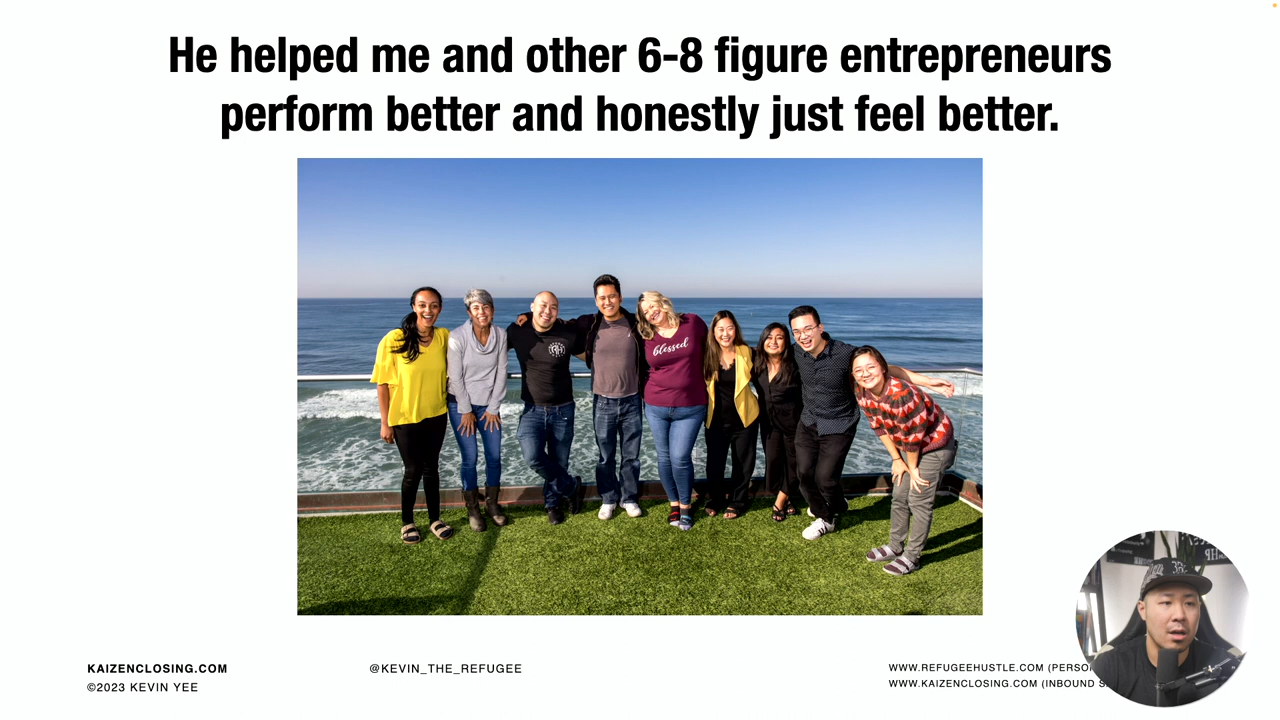 He helped me and other 6-8 figure entrepreneurs
perform better and honestly just feel better.
blessed
KAIZENCLOSING.COM
©2023 KEVIN YEE
@KEVIN_THE_REFUGEE
WWW.REFUGEEHUSTLE.COM
WWW.KAIZENCLOSING.COM (INBOUND